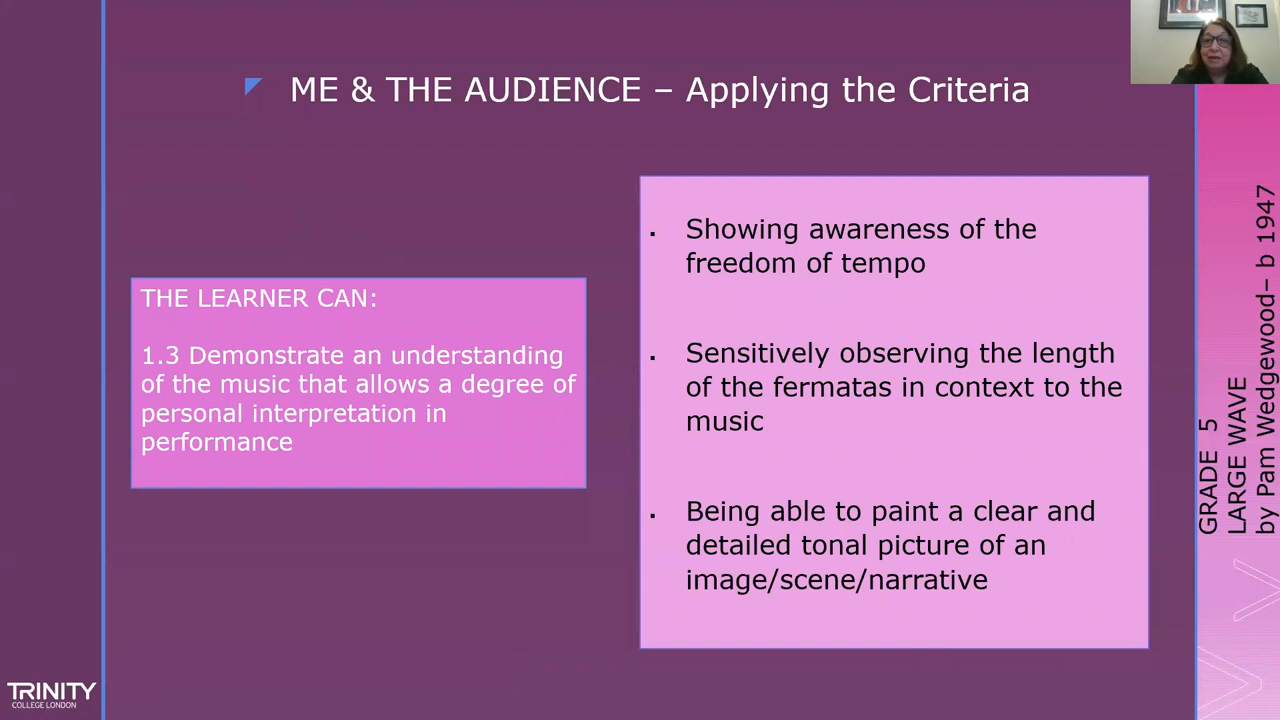 ME & THE AUDIENCE – Applying the Criteria
THE LEARNER CAN:
1.3 Demonstrate an understanding
of the music that allows a degree of
personal interpretation in
performance
▪ Showing awareness of the
freedom of tempo
▪ Sensitively observing the length
of the fermatas in context to the
music
▪ Being able to paint a clear and
detailed tonal picture of an
image/scene/narrative
GRADE 5
LARGE WAVE
by Pam Wedgewood– b 1947
TRINITY
COLLEGE LONDON